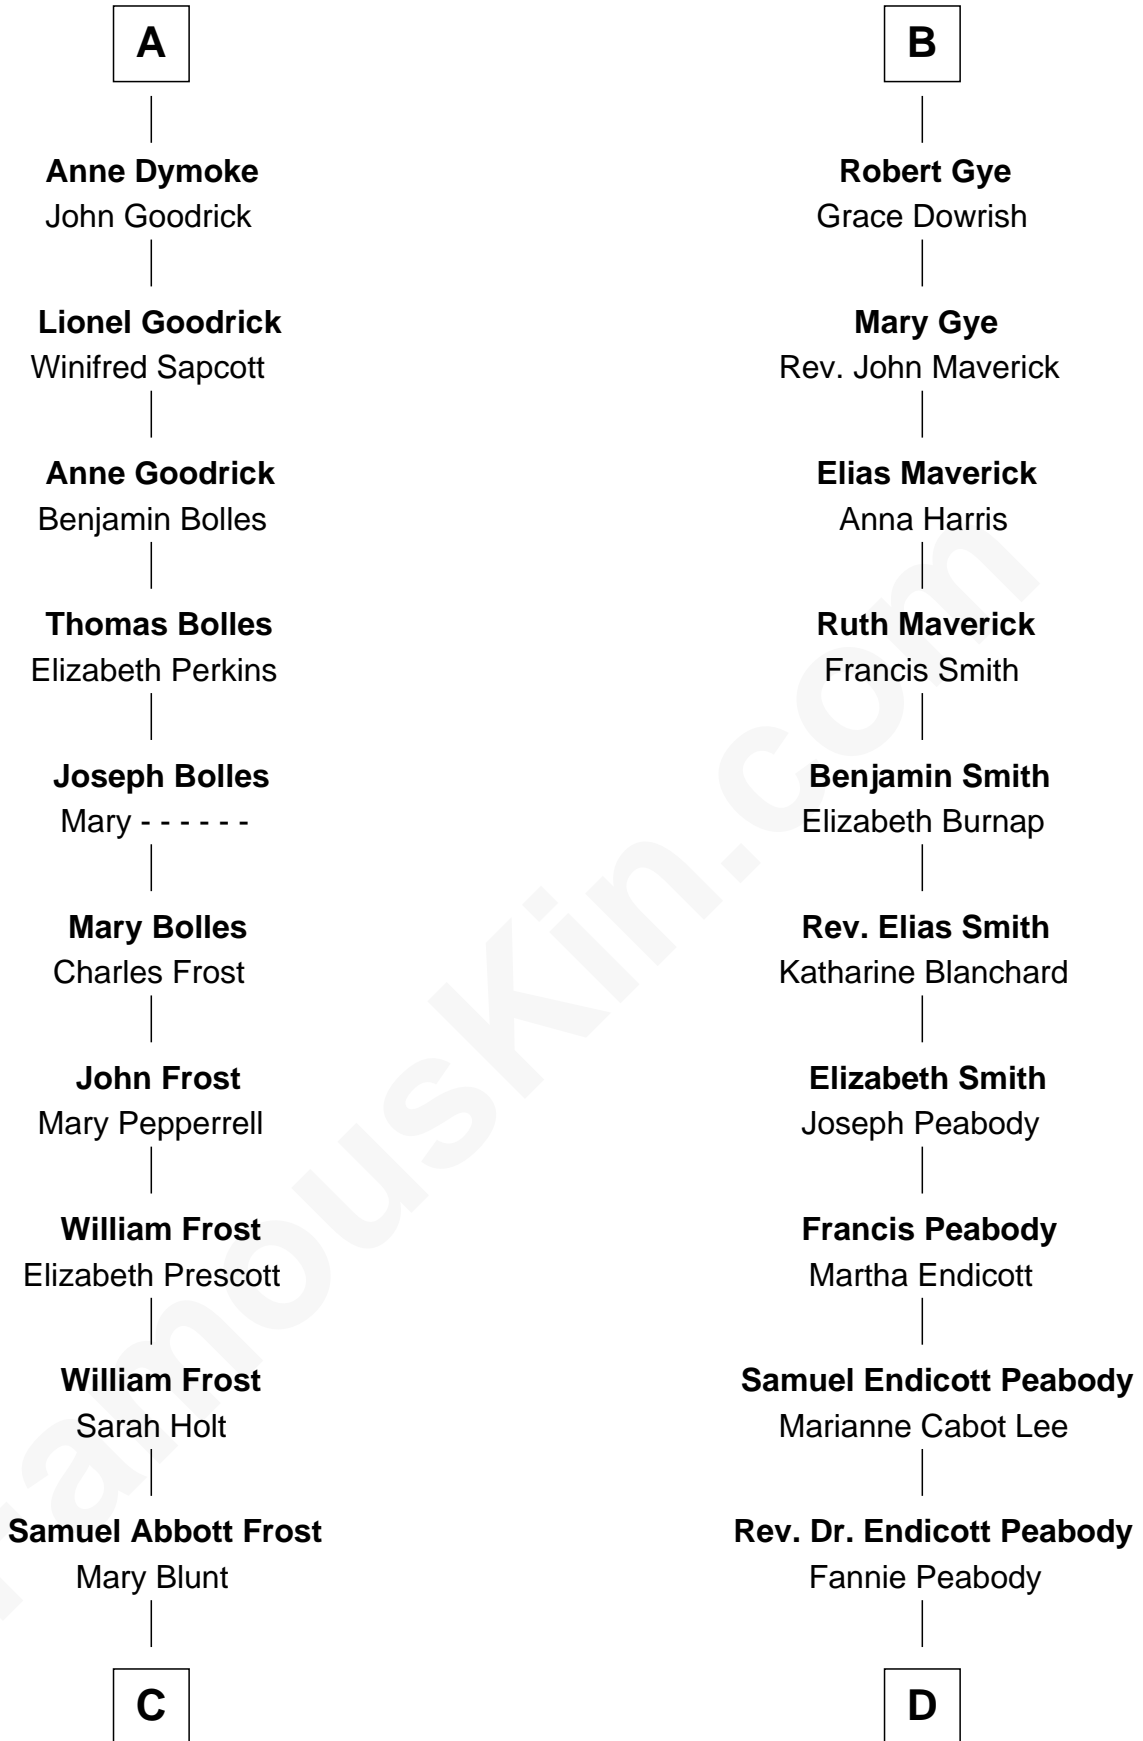 A
Anne Dymoke
John Goodrick
Lionel Goodrick
Winifred Sapcott
Anne Goodrick
Benjamin Bolles
Thomas Bolles
Elizabeth Perkins
Joseph Bolles
Mary - - - - - -
Mary Bolles
Charles Frost
John Frost
Mary Pepperrell
William Frost
Elizabeth Prescott
William Frost
Sarah Holt
Samuel Abbott Frost
Mary Blunt
C
B
Robert Gye
Grace Dowrish
Mary Gye
Rev. John Maverick
Elias Maverick
Anna Harris
Ruth Maverick
Francis Smith
Benjamin Smith
Elizabeth Burnap
Rev. Elias Smith
Katharine Blanchard
Elizabeth Smith
Joseph Peabody
Francis Peabody
Martha Endicott
Samuel Endicott Peabody
Marianne Cabot Lee
Rev. Dr. Endicott Peabody
Fannie Peabody
D
FamousKin.com